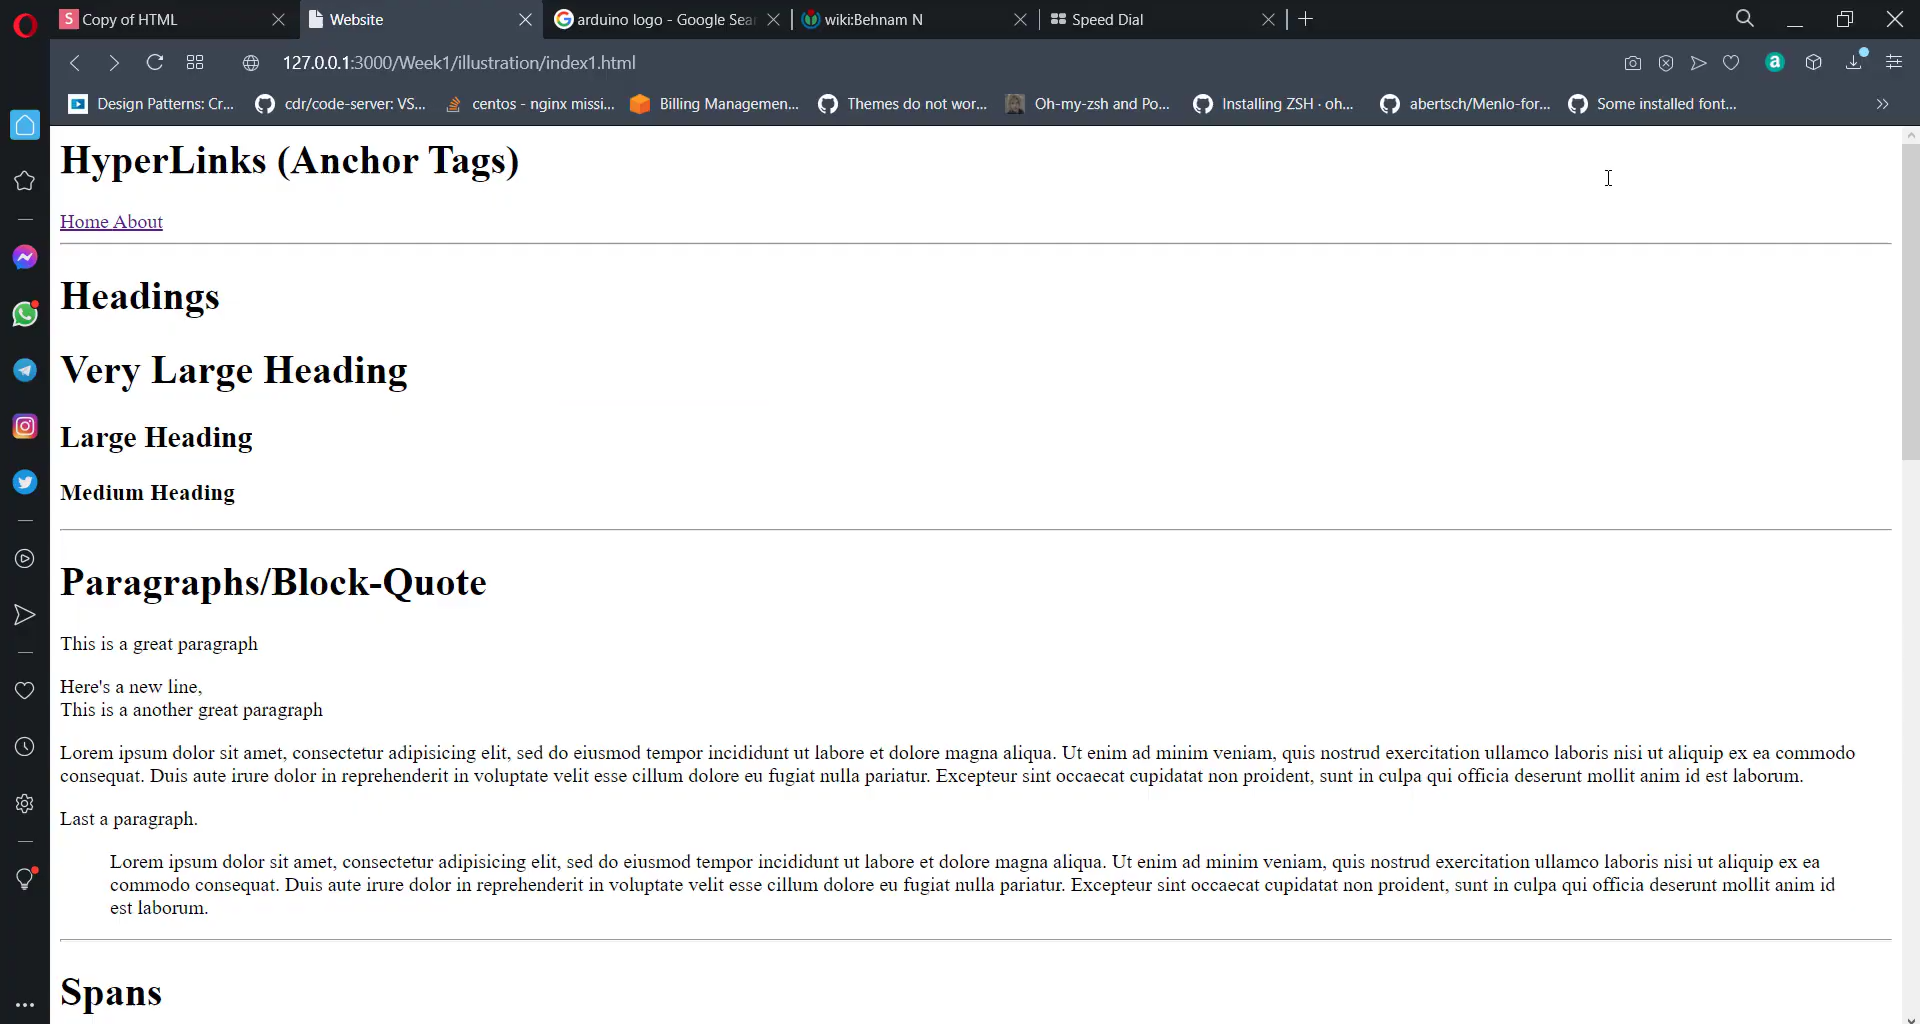 Copy of HTML
Website
arduino logo - Google Sea
wiki:Behnam N
Speed Dial
127.0.0.1:3000/Week1/illustration/index1.html
Design Patterns: Cr...
cdr/code-server: VS...
centos - nginx missi...
Billing Managemen...
Themes do not wor...
Oh-my-zsh and Po...
Installing ZSH · oh...
abertsch/Menlo-for...
Some installed font...
HyperLinks (Anchor Tags)
Home About
Headings
Very Large Heading
Large Heading
Medium Heading
Paragraphs/Block-Quote
This is a great paragraph
Here's a new line,
This is a another great paragraph
Lorem ipsum dolor sit amet, consectetur adipisicing elit, sed do eiusmod tempor incididunt ut labore et dolore magna aliqua. Ut enim ad minim veniam, quis nostrud exercitation ullamco laboris nisi ut aliquip ex ea commodo
consequat. Duis aute irure dolor in reprehenderit in voluptate velit esse cillum dolore eu fugiat nulla pariatur. Excepteur sint occaecat cupidatat non proident, sunt in culpa qui officia deserunt mollit anim id est laborum.
Last a paragraph.
Lorem ipsum dolor sit amet, consectetur adipisicing elit, sed do eiusmod tempor incididunt ut labore et dolore magna aliqua. Ut enim ad minim veniam, quis nostrud exercitation ullamco laboris nisi ut aliquip ex ea
commodo consequat. Duis aute irure dolor in reprehenderit in voluptate velit esse cillum dolore eu fugiat nulla pariatur. Excepteur sint occaecat cupidatat non proident, sunt in culpa qui officia deserunt mollit anim id
est laborum.
Spans